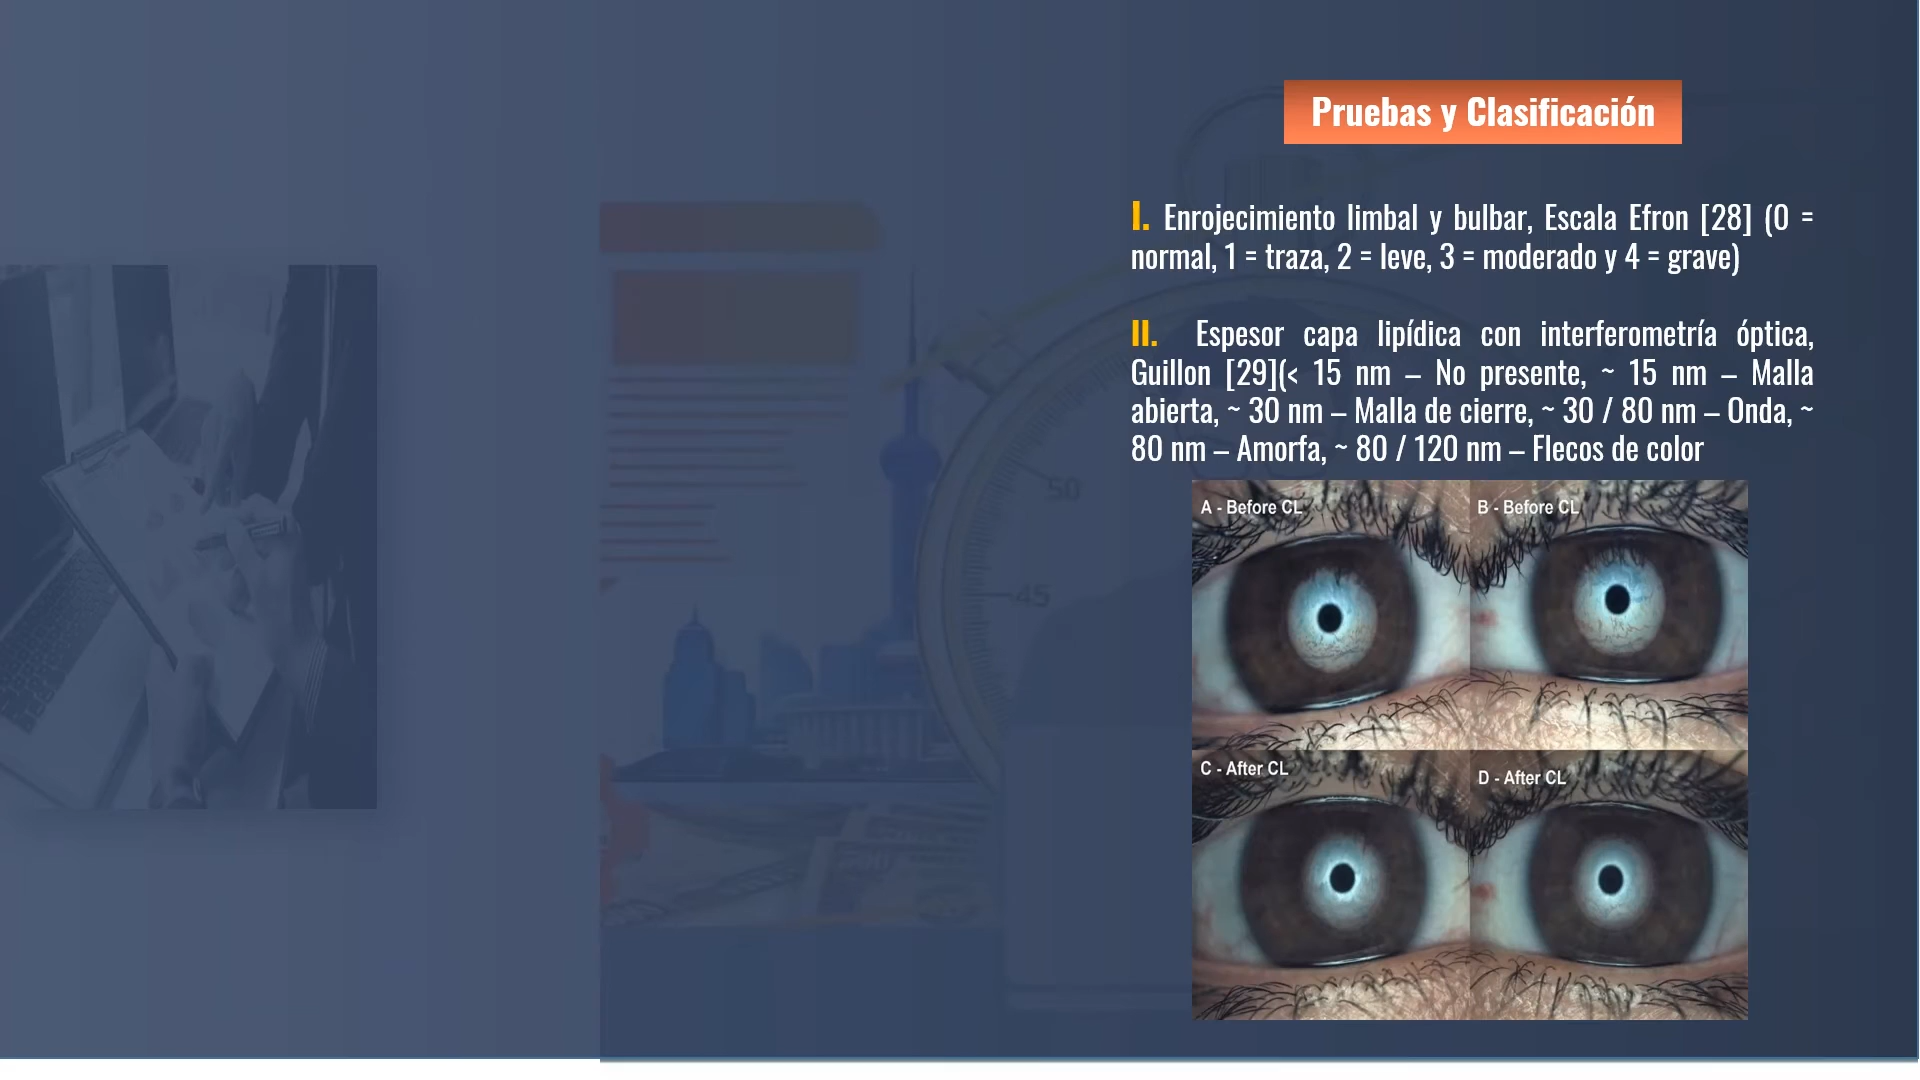 Pruebas y Clasificación
I. Enrojecimiento limbal y bulbar, Escala Efron [28] (0 =
normal, 1 = traza, 2 = leve, 3 = moderado y 4 = grave)
II. Espesor capa lipídica con interferometría óptica,
Guillon [29](< 15 nm – No presente, ~ 15 nm – Malla
abierta, ~ 30 nm – Malla de cierre, ~ 30 / 80 nm – Onda, ~
80 nm – Amorfa, ~ 80 / 120 nm – Flecos de color
50
45
A - Before CL
B - Before CL
C - After CL
D - After CL